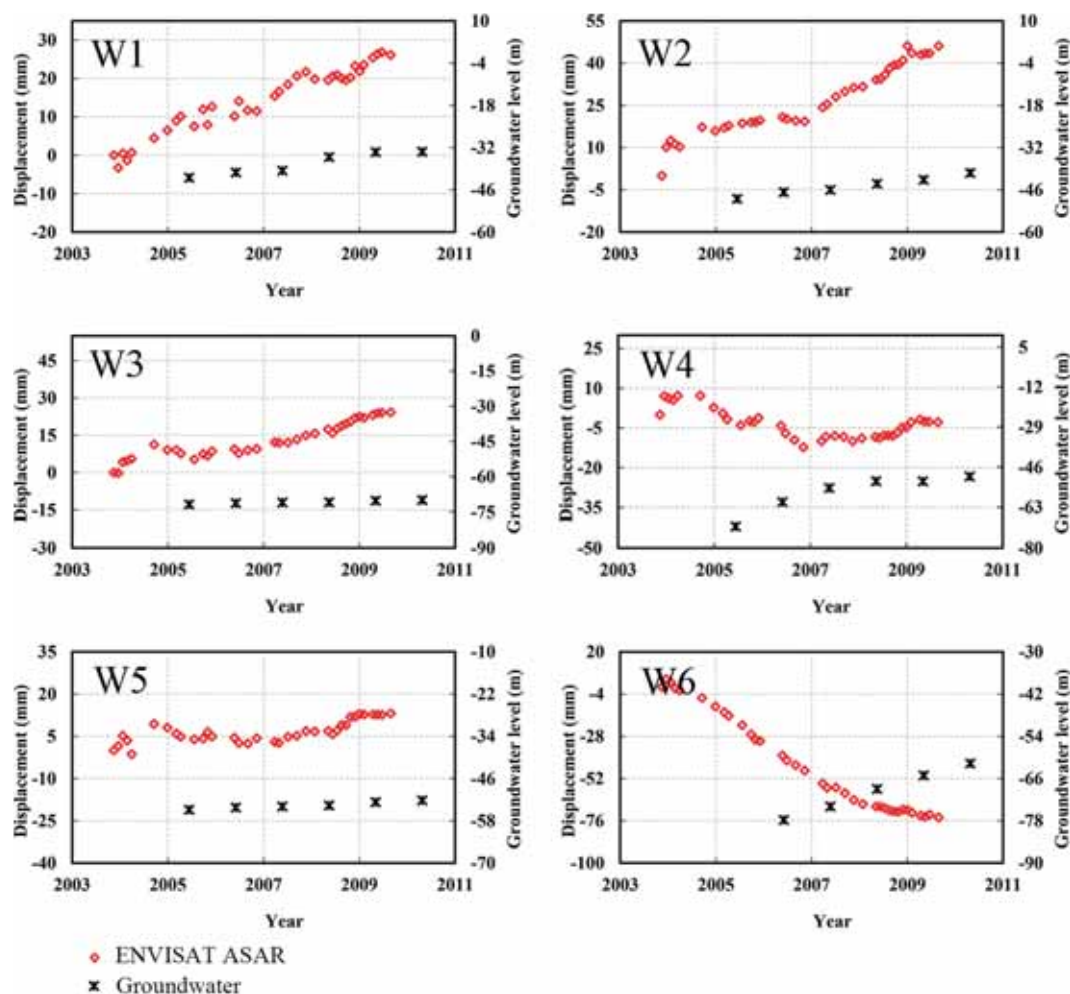 W1
Displacement (mm)
30
20
10
0
-10
-20
Groundwater level (m)
10
-4
-18
-32
-46
-60
2003 2005 2007 2009 2011
Year
W2
Displacement (mm)
55
40
25
10
-5
-20
Groundwater level (m)
10
-4
-18
-32
-46
-60
2003 2005 2007 2009 2011
Year
W3
Displacement (mm)
45
30
15
0
-15
-30
Groundwater level (m)
0
-15
-30
-45
-60
-75
-90
2003 2005 2007 2009 2011
Year
W4
Displacement (mm)
25
10
-5
-20
-35
-50
Groundwater level (m)
5
-12
-29
-46
-63
-80
2003 2005 2007 2009 2011
Year
W5
Displacement (mm)
35
20
5
-10
-25
-40
Groundwater level (m)
-10
-22
-34
-46
-58
-70
2003 2005 2007 2009 2011
Year
W6
Displacement (mm)
20
-4
-28
-52
-76
-100
Groundwater level (m)
-30
-42
-54
-66
-78
-90
2003 2005 2007 2009 2011
Year
ENVISAT ASAR
Groundwater